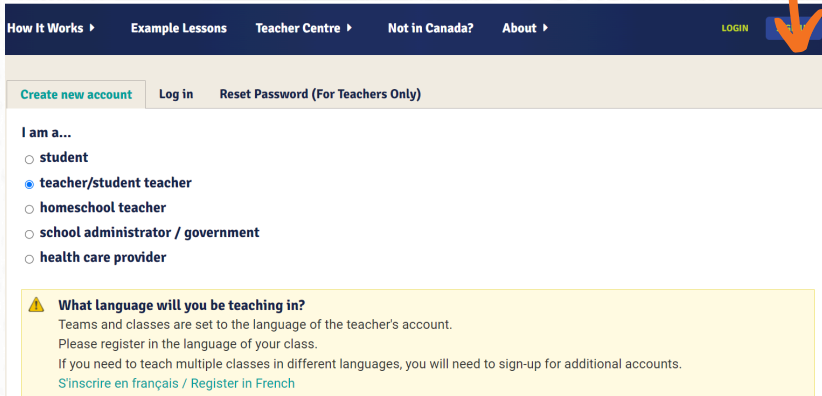 How It Works Example Lessons Teacher Centre Not in Canada? About LOGIN
Create new account Log in Reset Password (For Teachers Only)
I am a...
student
teacher/student teacher
homeschool teacher
school administrator / government
health care provider
What language will you be teaching in?
Teams and classes are set to the language of the teacher's account.
Please register in the language of your class.
If you need to teach multiple classes in different languages, you will need to sign-up for additional accounts.
S'inscrire en français / Register in French